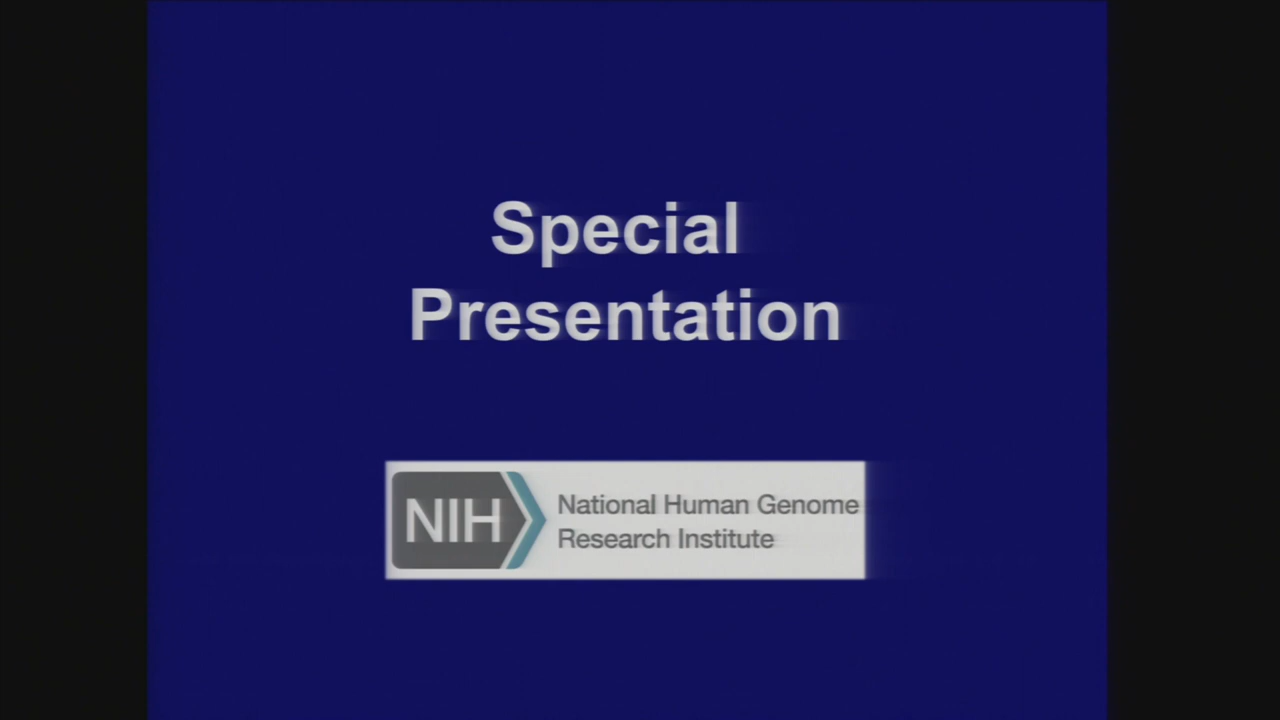 Special
Presentation
NIH
National Human Genome
Research Institute